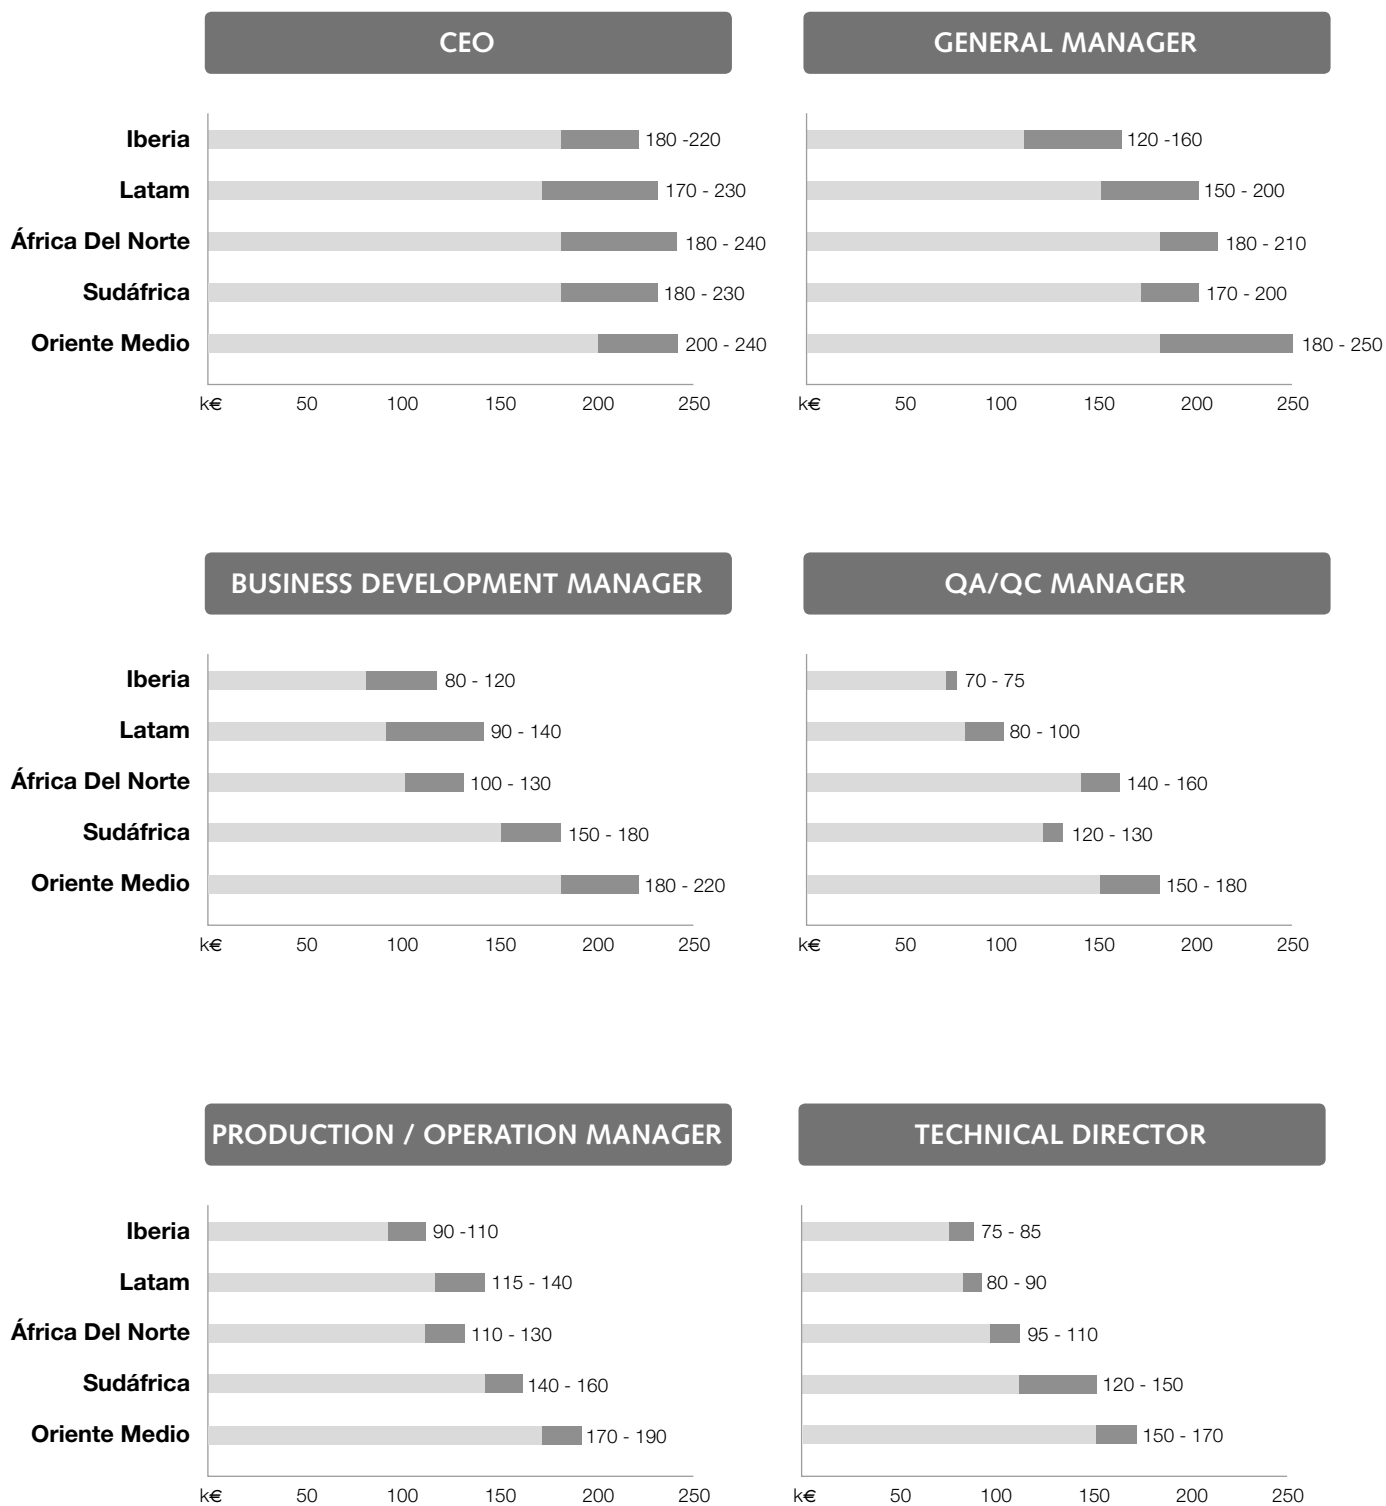 CEO
Iberia 180 -220
Latam 170 - 230
África Del Norte 180 - 240
Sudáfrica 180 - 230
Oriente Medio 200 - 240
k€ 50 100 150 200 250
GENERAL MANAGER
120 -160
150 - 200
180 - 210
170 - 200
180 - 250
k€ 50 100 150 200 250
BUSINESS DEVELOPMENT MANAGER
Iberia 80 - 120
Latam 90 - 140
África Del Norte 100 - 130
Sudáfrica 150 - 180
Oriente Medio 180 - 220
k€ 50 100 150 200 250
QA/QC MANAGER
70 - 75
80 - 100
140 - 160
120 - 130
150 - 180
k€ 50 100 150 200 250
PRODUCTION / OPERATION MANAGER
Iberia 90 -110
Latam 115 - 140
África Del Norte 110 - 130
Sudáfrica 140 - 160
Oriente Medio 170 - 190
k€ 50 100 150 200 250
TECHNICAL DIRECTOR
75 - 85
80 - 90
95 - 110
120 - 150
150 - 170
k€ 50 100 150 200 250